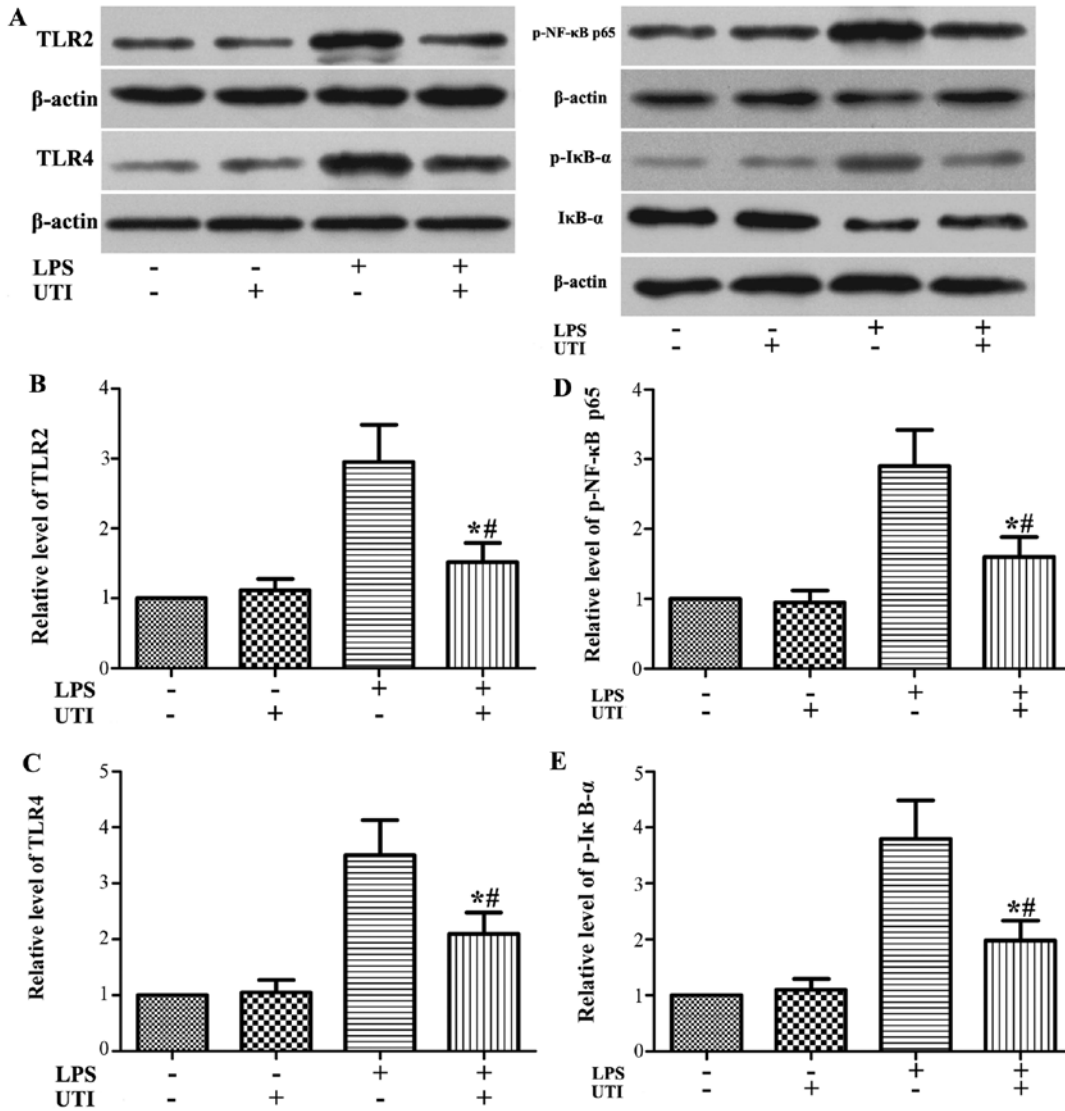 A
TLR2
β-actin
TLR4
β-actin
LPS - - + +
UTI - + - +
p-NF-κB p65
β-actin
p-IκB-α
IκB-α
β-actin
LPS - - + +
UTI - + - +
B
Relative level of TLR2
4
3
2
1
0
*#
LPS - - + +
UTI - + - +
D
Relative level of p-NF-κB p65
4
3
2
1
0
*#
LPS - - + +
UTI - + - +
C
Relative level of TLR4
5
4
3
2
1
0
*#
LPS - - + +
UTI - + - +
E
Relative level of p-Iκ B-α
5
4
3
2
1
0
*#
LPS - - + +
UTI - + - +